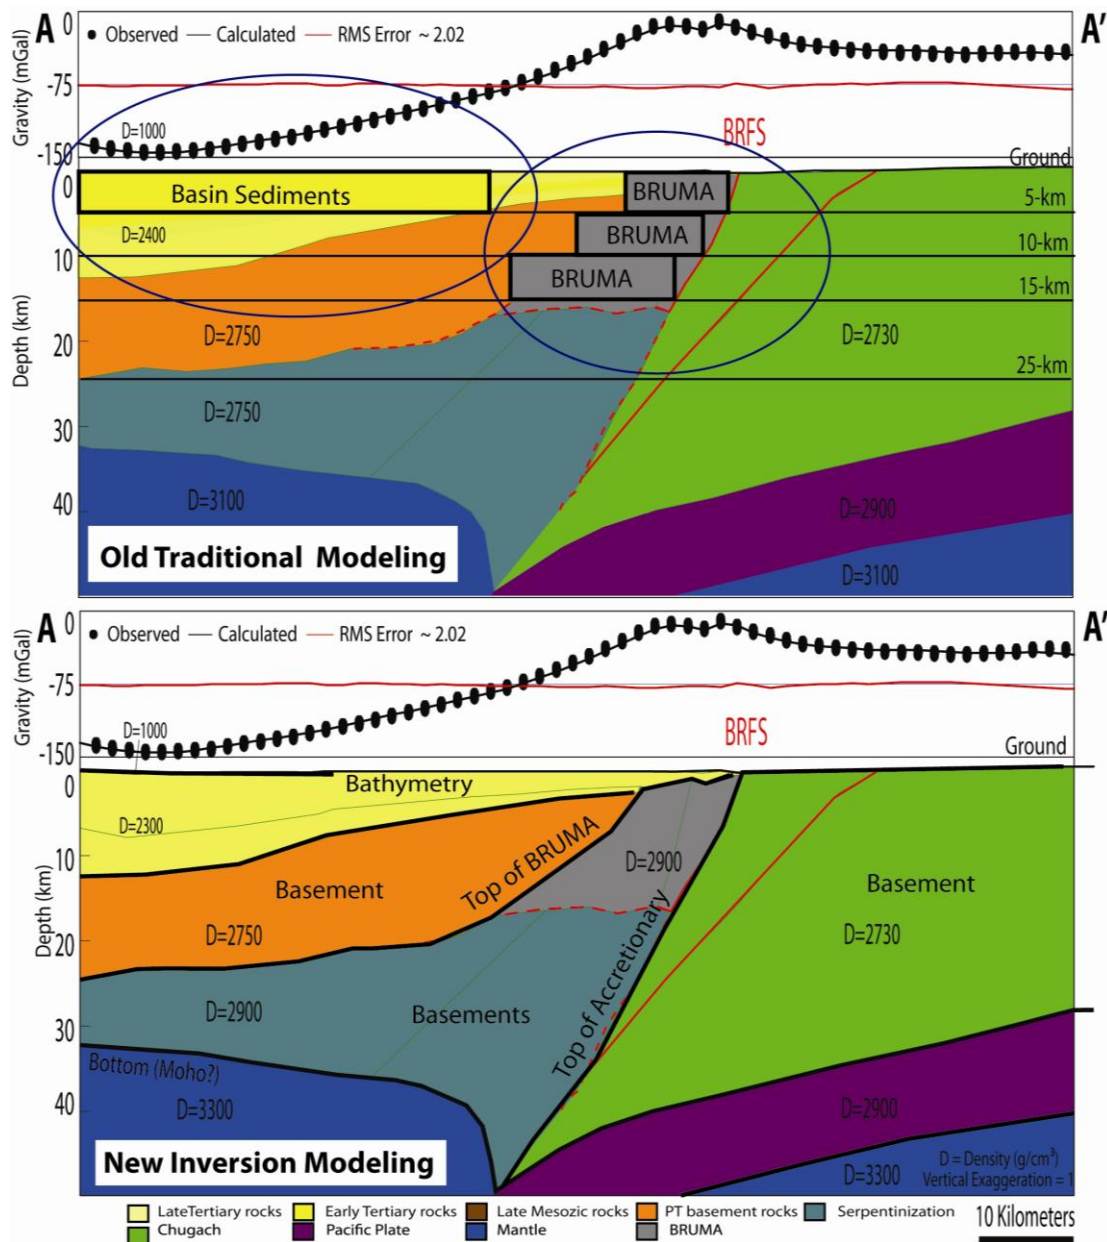 A
A'
● Observed — Calculated — RMS Error ~ 2.02
0
-75
-150
Gravity (mGal)
D=1000
BRFS
Ground
0
10
20
30
40
Depth (km)
Basin Sediments
BRUMA
5-km
D=2400
BRUMA
10-km
BRUMA
15-km
D=2750
D=2730
25-km
D=2750
D=3100
D=2900
D=3100
Old Traditional Modeling
A
A'
● Observed — Calculated — RMS Error ~ 2.02
0
-75
-150
Gravity (mGal)
D=1000
BRFS
Ground
0
10
20
30
40
Depth (km)
Bathymetry
D=2300
Top of BRUMA
D=2900
Basement
D=2750
Basement
D=2730
D=2900
Basements
Top of Accretionary
Bottom (Moho?)
D=3300
D=2900
D=3300
D = Density (g/cm³)
Vertical Exaggeration = 1
New Inversion Modeling
LateTertiary rocks
Early Tertiary rocks
Late Mesozic rocks
PT basement rocks
Serpentinization
Chugach
Pacific Plate
Mantle
BRUMA
10 Kilometers